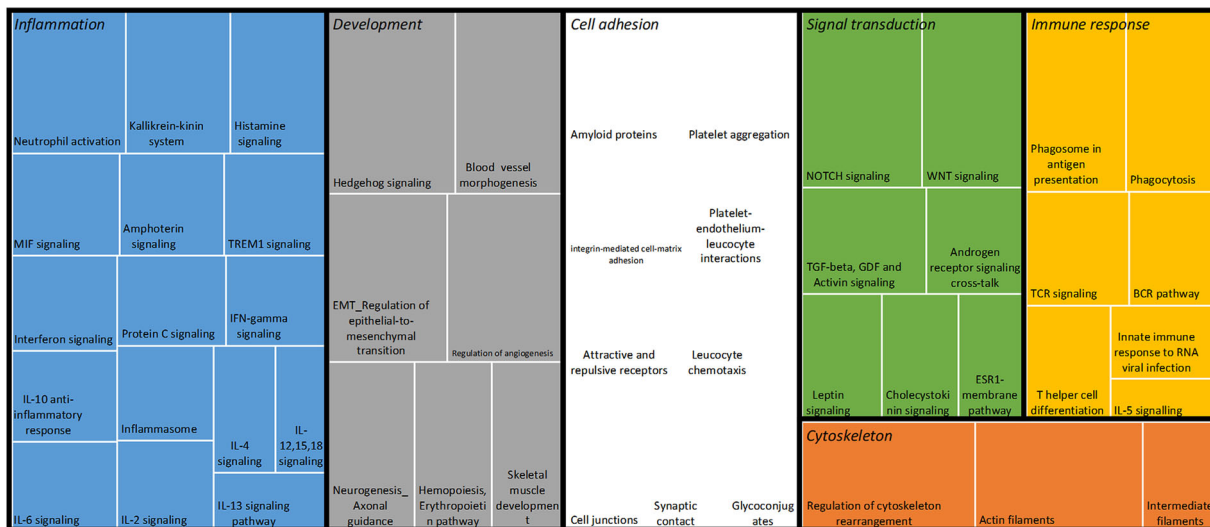 Inflammation
Neutrophil activation
Kallikrein-kinin
system
Histamine
signaling
MIF signaling
Amphoterin
signaling
TREM1 signaling
Interferon signaling
Protein C signaling
IFN-gamma
signaling
IL-10 anti-
inflammatory
response
Inflammasome
IL-4
signaling
IL-
12,15,18
signaling
IL-6 signaling
IL-2 signaling
IL-13 signaling
pathway
Development
Hedgehog signaling
Blood vessel
morphogenesis
EMT_Regulation of
epithelial-to-
mesenchymal
transition
Regulation of angiogenesis
Neurogenesis_
Axonal
guidance
Hemopoiesis,
Erythropoieti
n pathway
Skeletal
muscle
developmen
t
Cell adhesion
Amyloid proteins
Platelet aggregation
integrin-mediated cell-matrix
adhesion
Platelet-
endothelium-
leucocyte
interactions
Attractive and
repulsive receptors
Leucocyte
chemotaxis
Cell junctions
Synaptic
contact
Glycoconjug
ates
Signal transduction
NOTCH signaling
WNT signaling
TGF-beta, GDF and
Activin signaling
Androgen
receptor signaling
cross-talk
Leptin
signaling
Cholecystoki
nin signaling
ESR1-
membrane
pathway
Immune response
Phagosome in
antigen
presentation
Phagocytosis
TCR signaling
BCR pathway
T helper cell
differentiation
Innate immune
response to RNA
viral infection
IL-5 signalling
Cytoskeleton
Regulation of cytoskeleton
rearrangement
Actin filaments
Intermediate
filaments